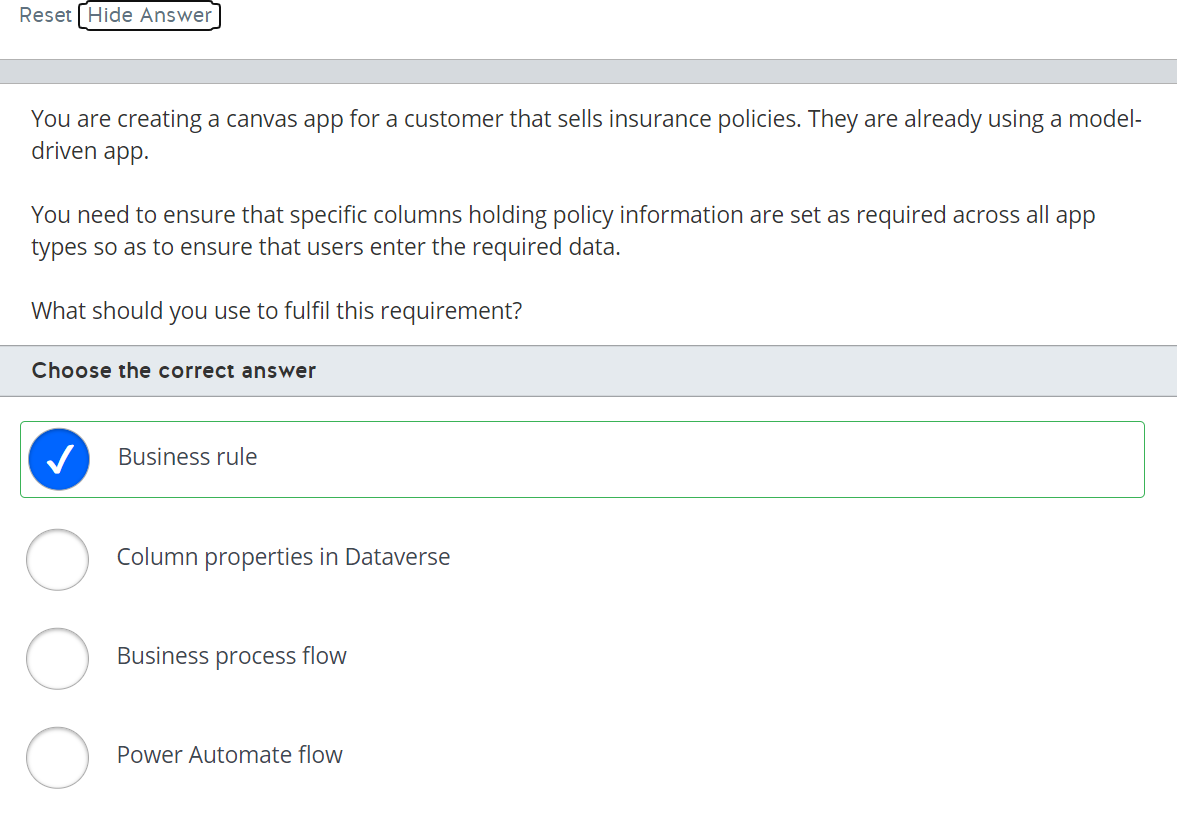 Reset Hide Answer
You are creating a canvas app for a customer that sells insurance policies. They are already using a model-
driven app.
You need to ensure that specific columns holding policy information are set as required across all app
types so as to ensure that users enter the required data.
What should you use to fulfil this requirement?
Choose the correct answer
Business rule
Column properties in Dataverse
Business process flow
Power Automate flow